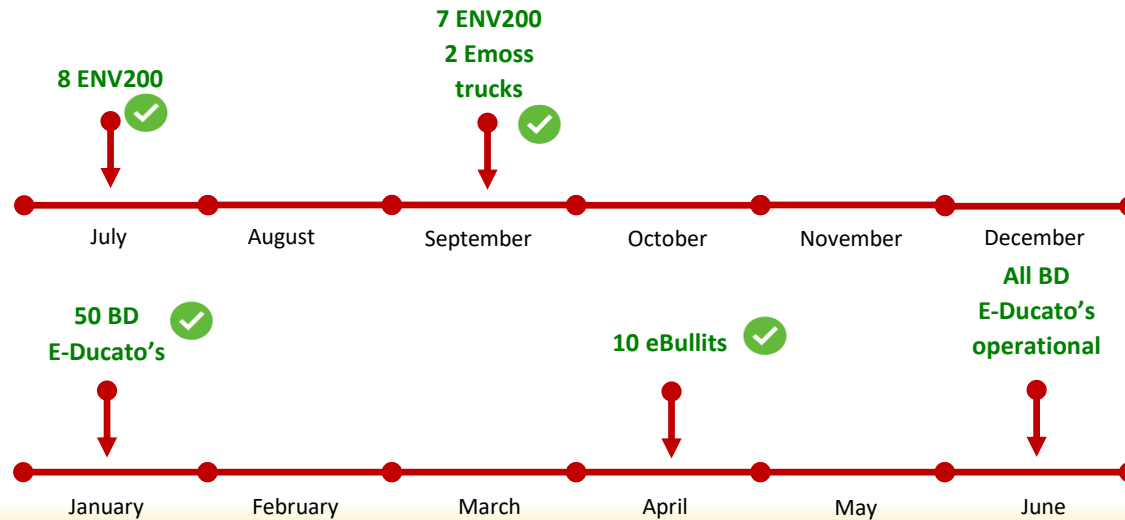 7 ENV200
8 ENV200
2 Emoss
trucks
July
August
September
October
November
December
50 BD
E-Ducato’s
10 eBullits
All BD
E-Ducato’s
operational
January
February
March
April
May
June